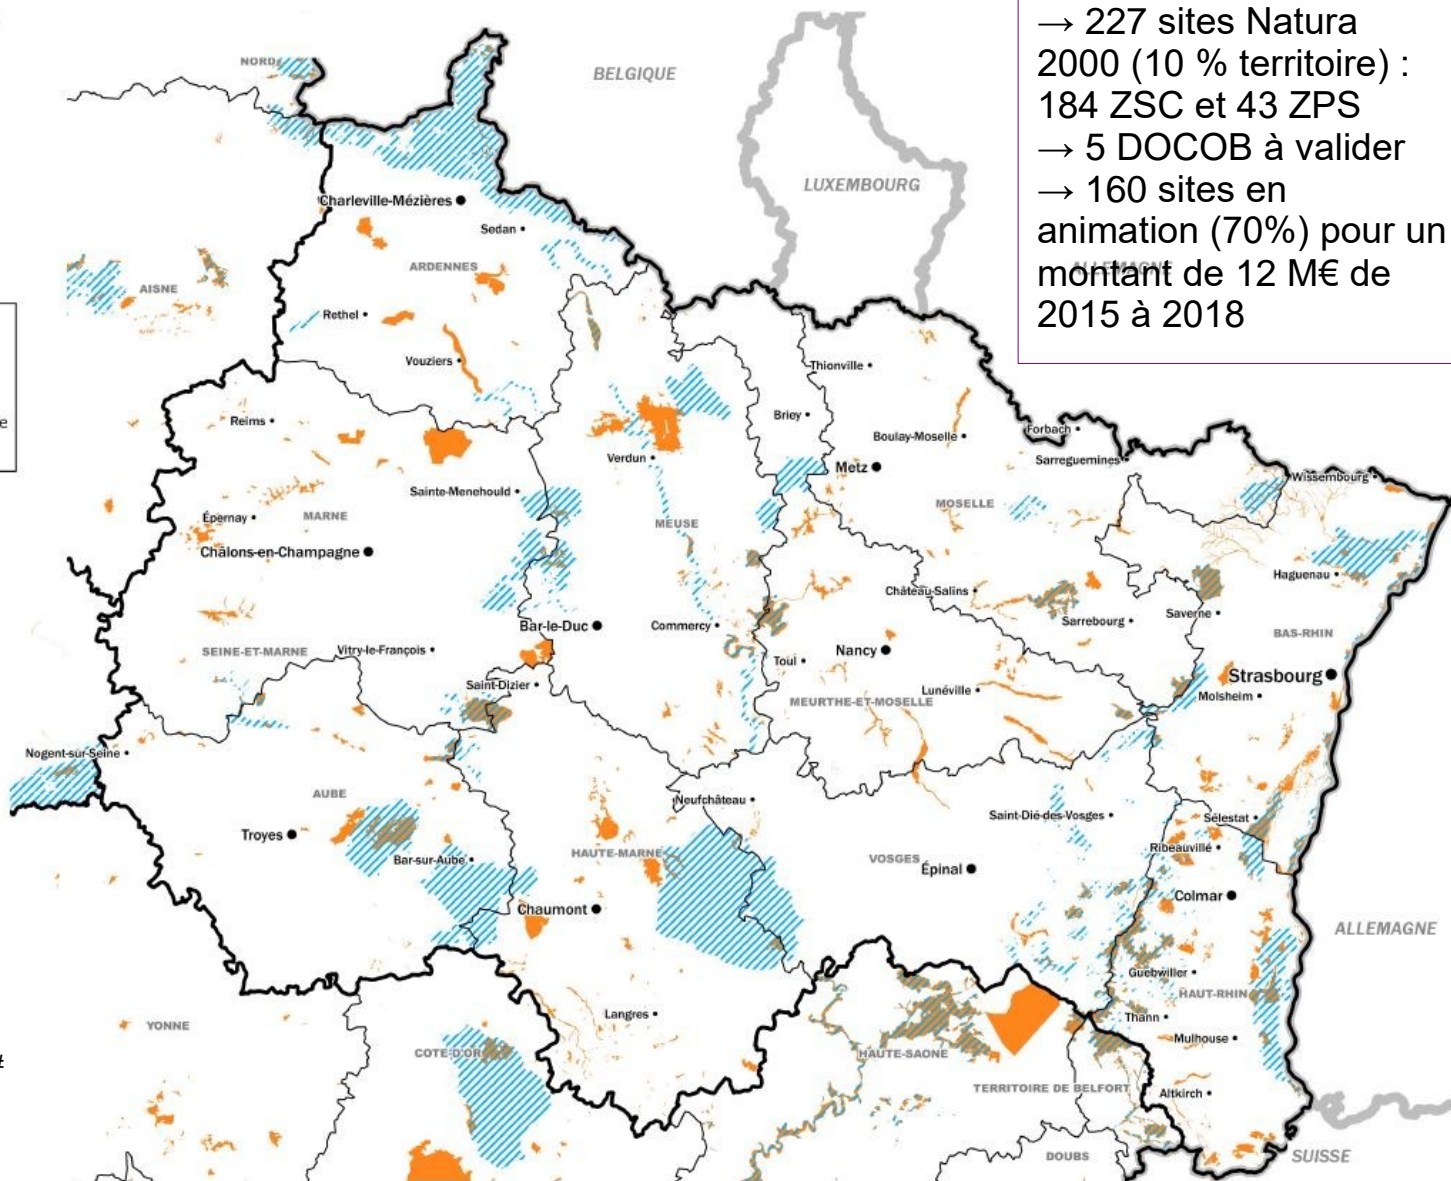 → 227 sites Natura
2000 (10 % territoire) :
184 ZSC et 43 ZPS
→ 5 DOCOB à valider
→ 160 sites en
animation (70%) pour un
montant de 12 M€ de
2015 à 2018
NORD
BELGIQUE
LUXEMBOURG
Charleville-Mézières
Sedan
ARDENNES
ALLEMAGNE
AISNE
Rethel
Vouziers
Thionville
Briey
Reims
Boulay-Moselle
Forbach
e
Verdun
Metz
Sarreguemines
Wissembourg
Sainte-Menehould
MOSELLE
Épernay
MARNE
MEUSE
Châlons-en-Champagne
Haguenau
Château-Salins
Saverne
Sarrebourg
Bar-le-Duc
Commercy
BAS-RHIN
SEINE-ET-MARNE
Vitry-le-François
Toul
Nancy
Strasbourg
Saint-Dizier
Lunéville
Molsheim
MEURTHE-ET-MOSELLE
Nogent-sur-Seine
AUBE
Neufchâteau
Saint-Dié-des-Vosges
Sélestat
Troyes
Ribeauvillé
Bar-sur-Aube
HAUTE-MARNE
VOSGES
Épinal
Colmar
Chaumont
ALLEMAGNE
Guebwiller
HAUT-RHIN
Langres
Thann
YONNE
Mulhouse
COTE-D'OR
HAUTE-SAONE
TERRITOIRE DE BELFORT
Altkirch
DOUBS
SUISSE